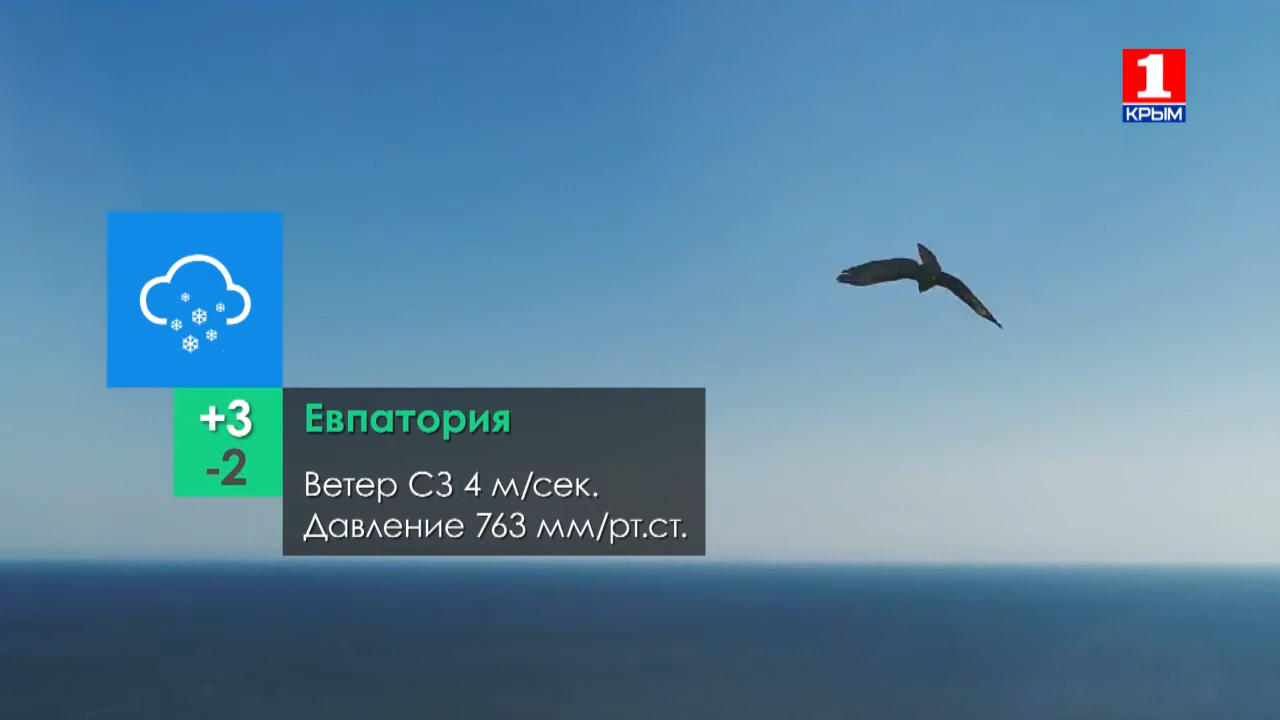 1
КРЫМ
+3
-2
Евпатория
Ветер СЗ 4 м/сек.
Давление 763 мм/рт.ст.